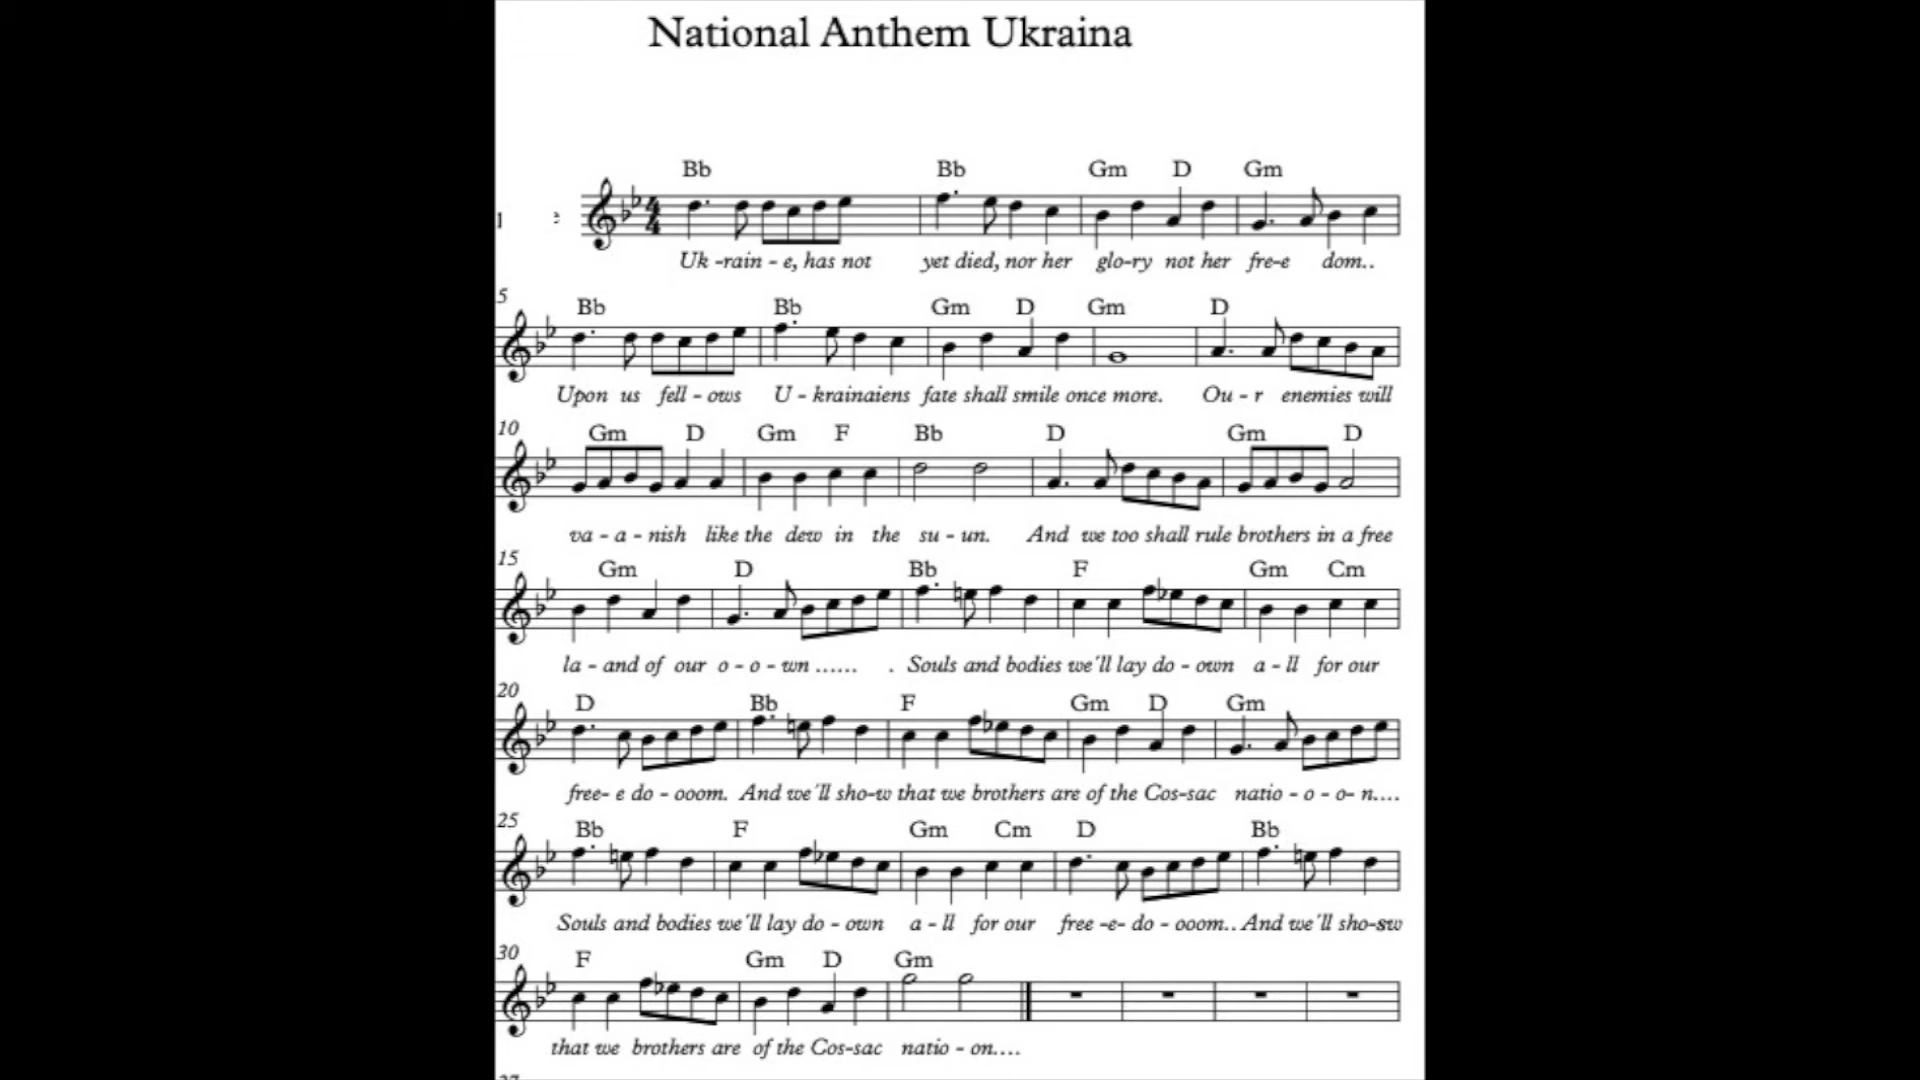 National Anthem Ukraina
Bb Bb Gm D Gm
Uk -rain - e, has not yet died, nor her glo-ry not her fre-e dom..
5
Bb Bb Gm D Gm D
Upon us fell - ows U - krainaiens fate shall smile once more. Ou - r enemies will
10
Gm D Gm F Bb D Gm D
va - a - nish like the dew in the su - un. And we too shall rule brothers in a free
15
Gm D Bb F Gm Cm
la - and of our o - o - wn ...... . Souls and bodies we'll lay do - own a - ll for our
20
D Bb F Gm D Gm
free- e do - ooom. And we'll sho-w that we brothers are of the Cos-sac natio - o - o- n....
25
Bb F Gm Cm D Bb
Souls and bodies we'll lay do - own a - ll for our free -e- do - ooom.. And we'll sho-sw
30
F Gm D Gm
that we brothers are of the Cos-sac natio - on....